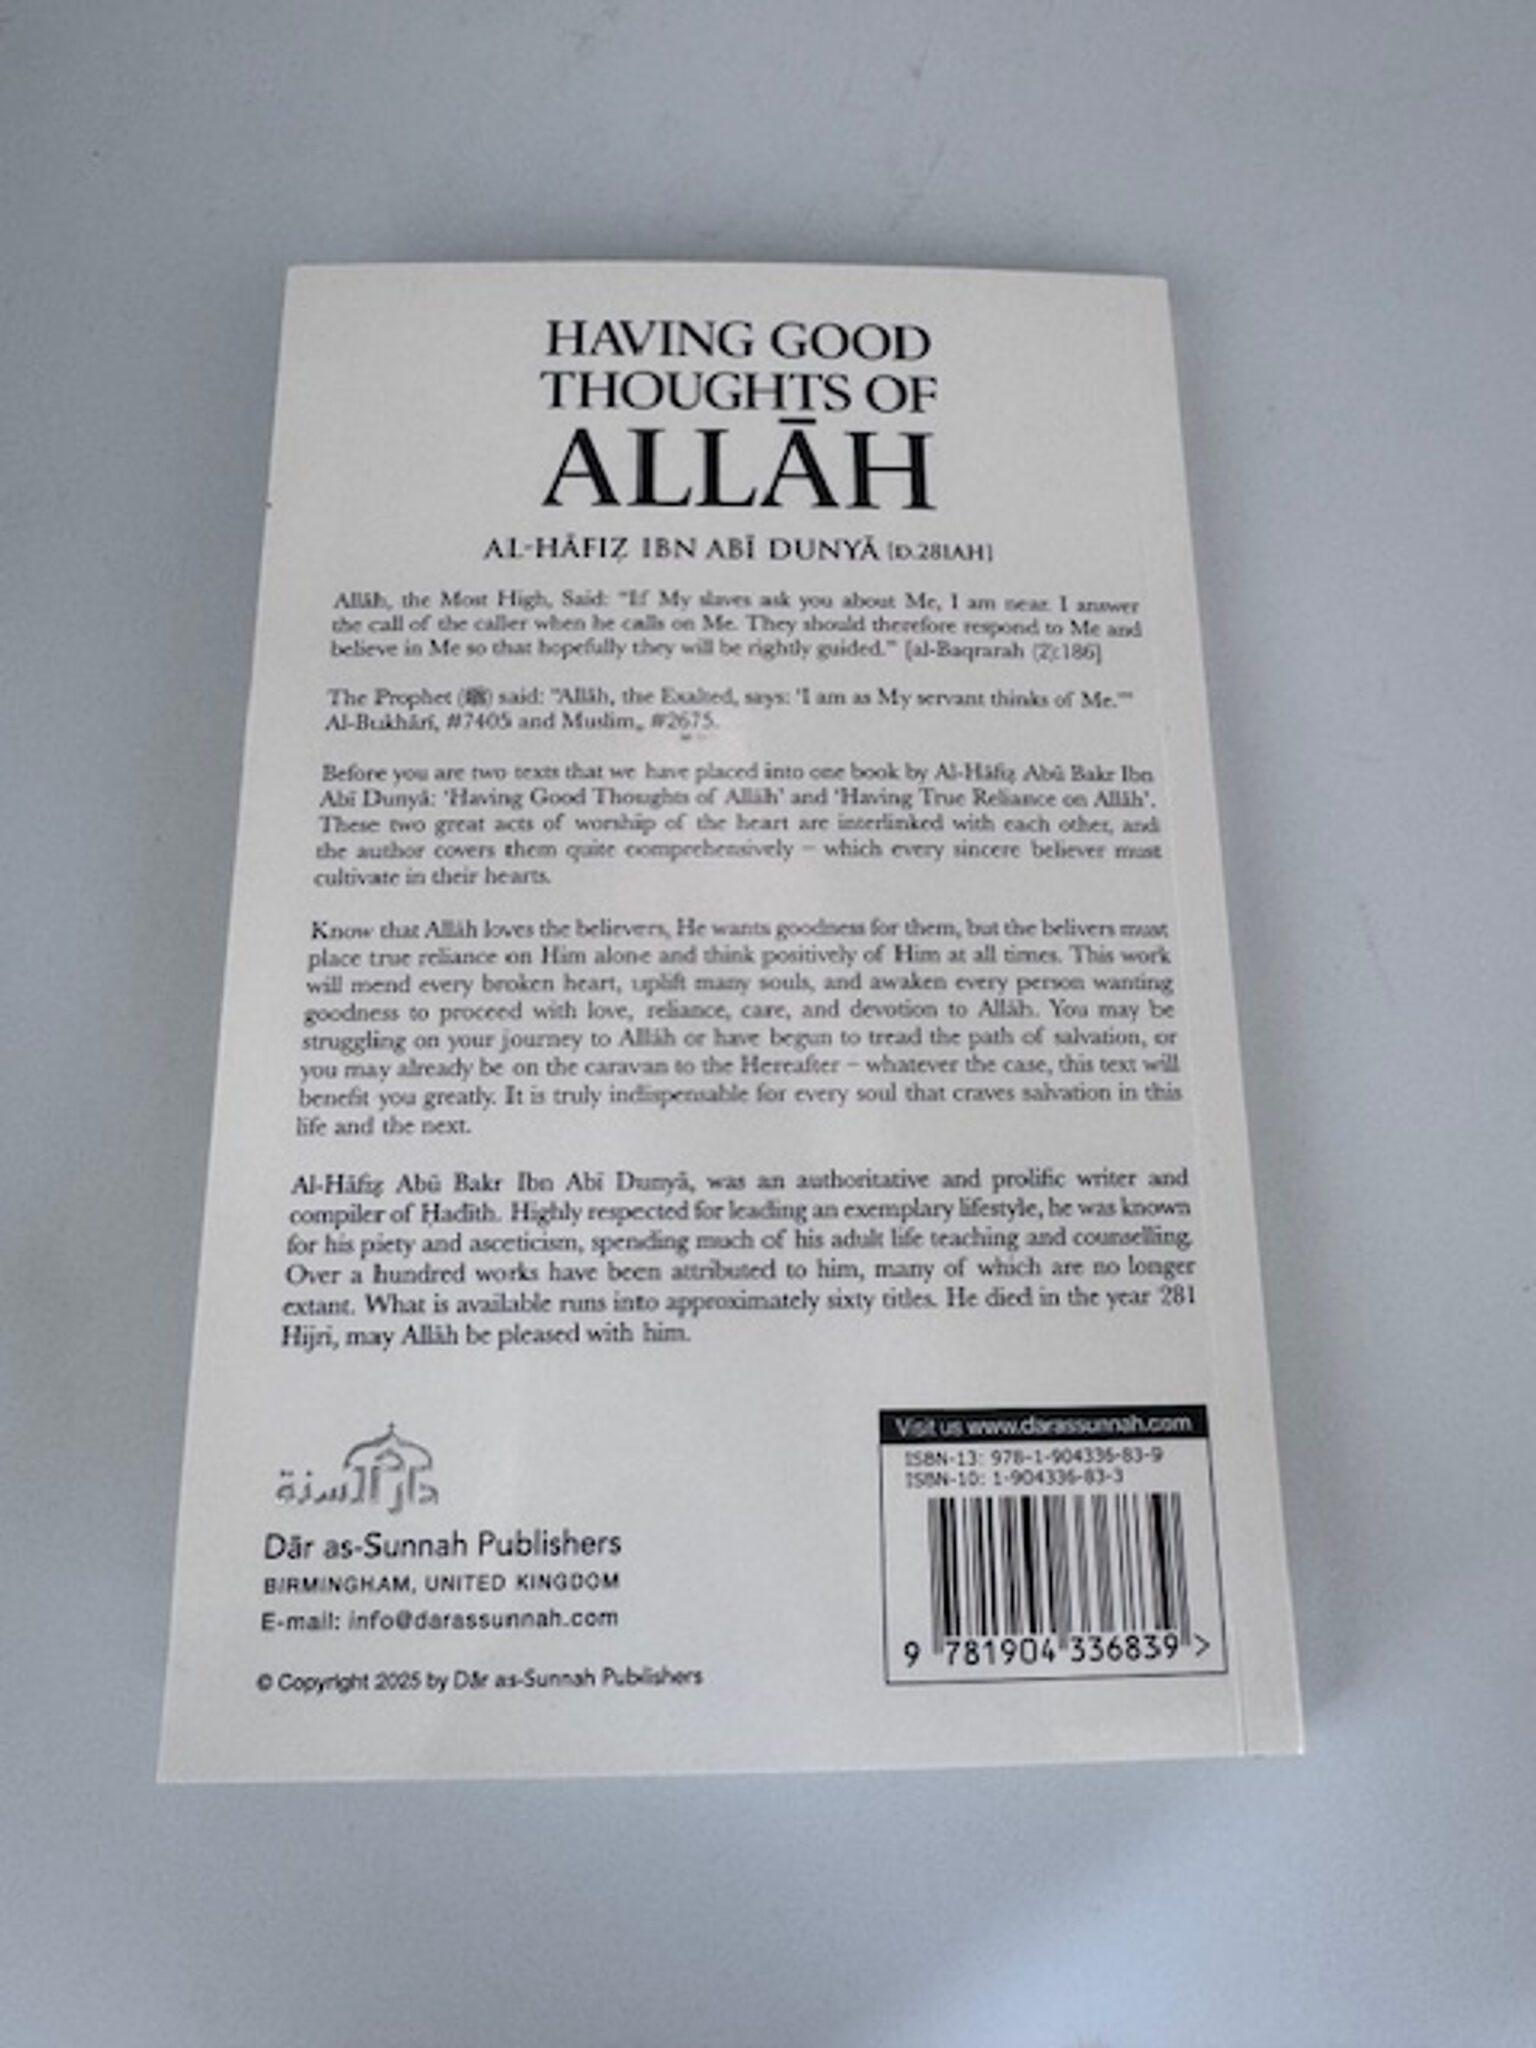 HAVING GOOD
THOUGHTS OF
ALLĀH
AL-HĀFIẒ IBN ABĪ DUNYĀ [D.281AH]
Allāh, the Most High, Said: "If My slaves ask you about Me, I am near. I answer
the call of the caller when he calls on Me. They should therefore respond to Me and
believe in Me so that hopefully they will be rightly guided." [al-Baqrarah (2):186]
The Prophet (ﷺ) said: "Allāh, the Exalted, says: 'I am as My servant thinks of Me.'"
Al-Bukhārī, #7405 and Muslim,, #2675.
Before you are two texts that we have placed into one book by Al-Hāfiẓ Abū Bakr Ibn
Abī Dunyā: 'Having Good Thoughts of Allāh' and 'Having True Reliance on Allāh'.
These two great acts of worship of the heart are interlinked with each other, and
the author covers them quite comprehensively – which every sincere believer must
cultivate in their hearts.
Know that Allāh loves the believers, He wants goodness for them, but the belivers must
place true reliance on Him alone and think positively of Him at all times. This work
will mend every broken heart, uplift many souls, and awaken every person wanting
goodness to proceed with love, reliance, care, and devotion to Allāh. You may be
struggling on your journey to Allāh or have begun to tread the path of salvation, or
you may already be on the caravan to the Hereafter – whatever the case, this text will
benefit you greatly. It is truly indispensable for every soul that craves salvation in this
life and the next.
Al-Hāfiẓ Abū Bakr Ibn Abī Dunyā, was an authoritative and prolific writer and
compiler of Ḥadīth. Highly respected for leading an exemplary lifestyle, he was known
for his piety and asceticism, spending much of his adult life teaching and counselling.
Over a hundred works have been attributed to him, many of which are no longer
extant. What is available runs into approximately sixty titles. He died in the year 281
Hijri, may Allāh be pleased with him.
دار السنة
Dār as-Sunnah Publishers
BIRMINGHAM, UNITED KINGDOM
E-mail: info@darassunnah.com
© Copyright 2025 by Dār as-Sunnah Publishers
Visit us www.darassunnah.com
ISBN-13: 978-1-904336-83-9
ISBN-10: 1-904336-83-3
9 781904 336839 >